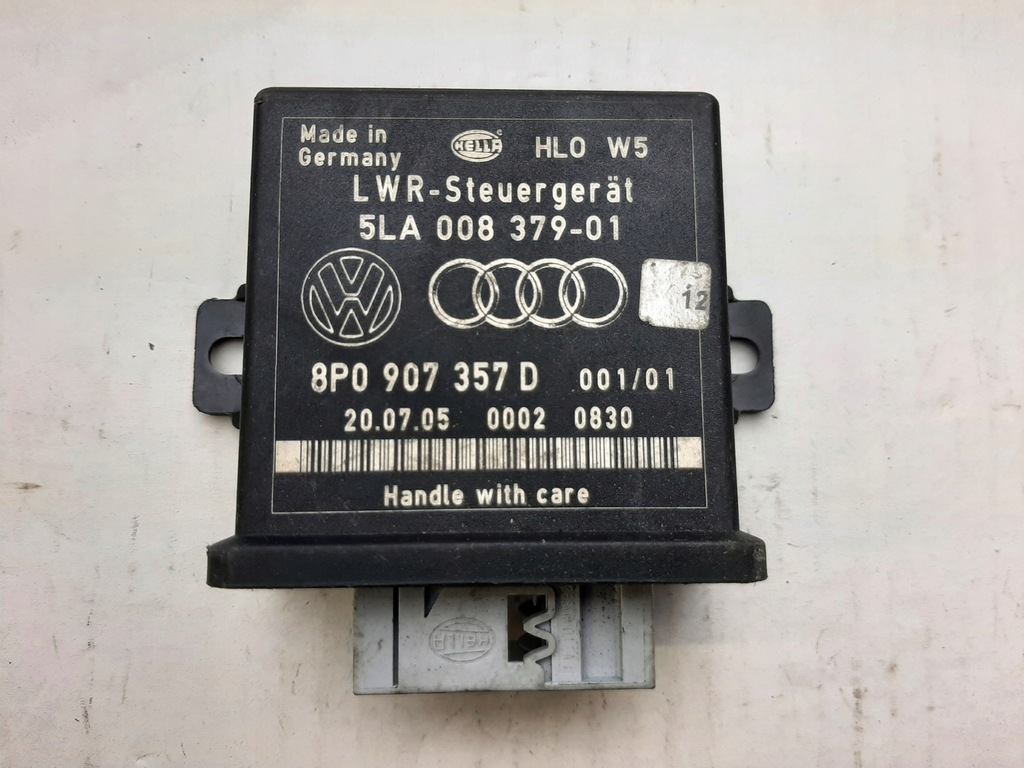 Made in
Germany
HELLA
HLO W5
LWR-Steuergerät
5LA 008 379-01
VW
12
8P0 907 357 D 001/01
20.07.05 0002 0830
Handle with care
HELLA